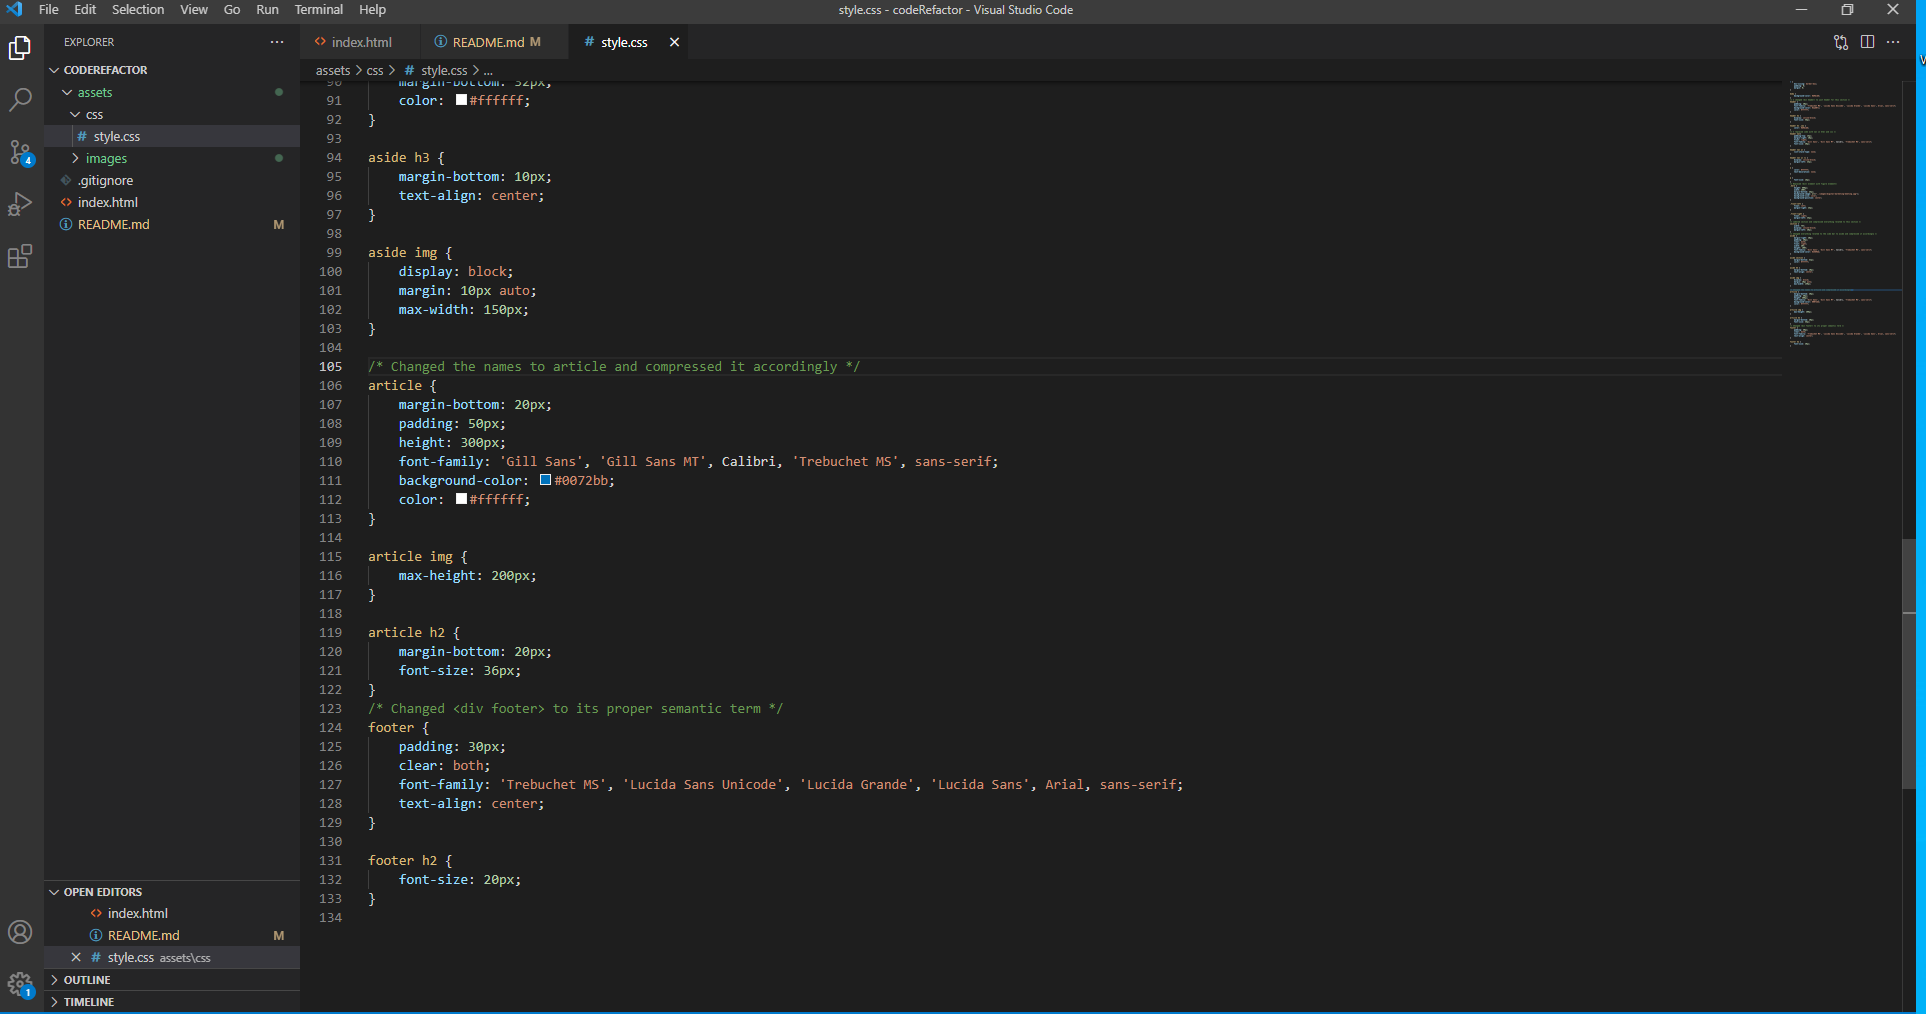 File Edit Selection View Go Run Terminal Help
style.css - codeRefactor - Visual Studio Code
EXPLORER
index.html
README.md M
# style.css
CODEREFACTOR
assets > css > # style.css > ...
assets
css
# style.css
images
.gitignore
index.html
README.md M
4
90 margin-bottom: 32px;
91 color: #ffffff;
92 }
93
94 aside h3 {
95 margin-bottom: 10px;
96 text-align: center;
97 }
98
99 aside img {
100 display: block;
101 margin: 10px auto;
102 max-width: 150px;
103 }
104
105 /* Changed the names to article and compressed it accordingly */
106 article {
107 margin-bottom: 20px;
108 padding: 50px;
109 height: 300px;
110 font-family: 'Gill Sans', 'Gill Sans MT', Calibri, 'Trebuchet MS', sans-serif;
111 background-color: #0072bb;
112 color: #ffffff;
113 }
114
115 article img {
116 max-height: 200px;
117 }
118
119 article h2 {
120 margin-bottom: 20px;
121 font-size: 36px;
122 }
123 /* Changed <div footer> to its proper semantic term */
124 footer {
125 padding: 30px;
126 clear: both;
127 font-family: 'Trebuchet MS', 'Lucida Sans Unicode', 'Lucida Grande', 'Lucida Sans', Arial, sans-serif;
128 text-align: center;
129 }
130
131 footer h2 {
132 font-size: 20px;
133 }
134
OPEN EDITORS
index.html
README.md M
# style.css assets\css
OUTLINE
TIMELINE
1